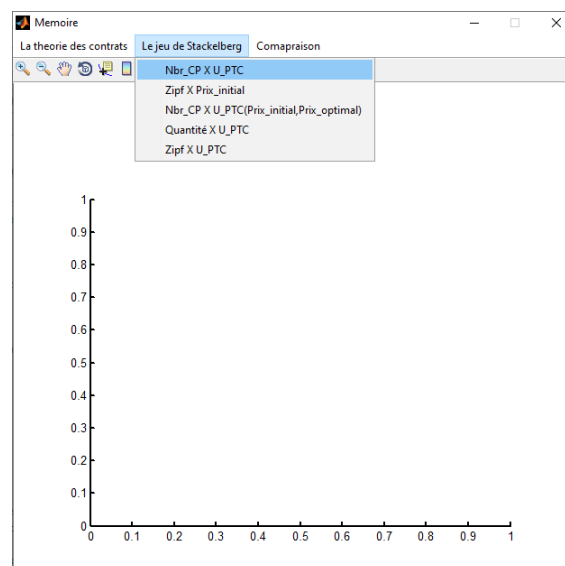 Memoire
La theorie des contrats Le jeu de Stackelberg Comapraison
Nbr_CP X U_PTC
Zipf X Prix_initial
Nbr_CP X U_PTC(Prix_initial,Prix_optimal)
Quantité X U_PTC
Zipf X U_PTC
1
0.9
0.8
0.7
0.6
0.5
0.4
0.3
0.2
0.1
0
0 0.1 0.2 0.3 0.4 0.5 0.6 0.7 0.8 0.9 1